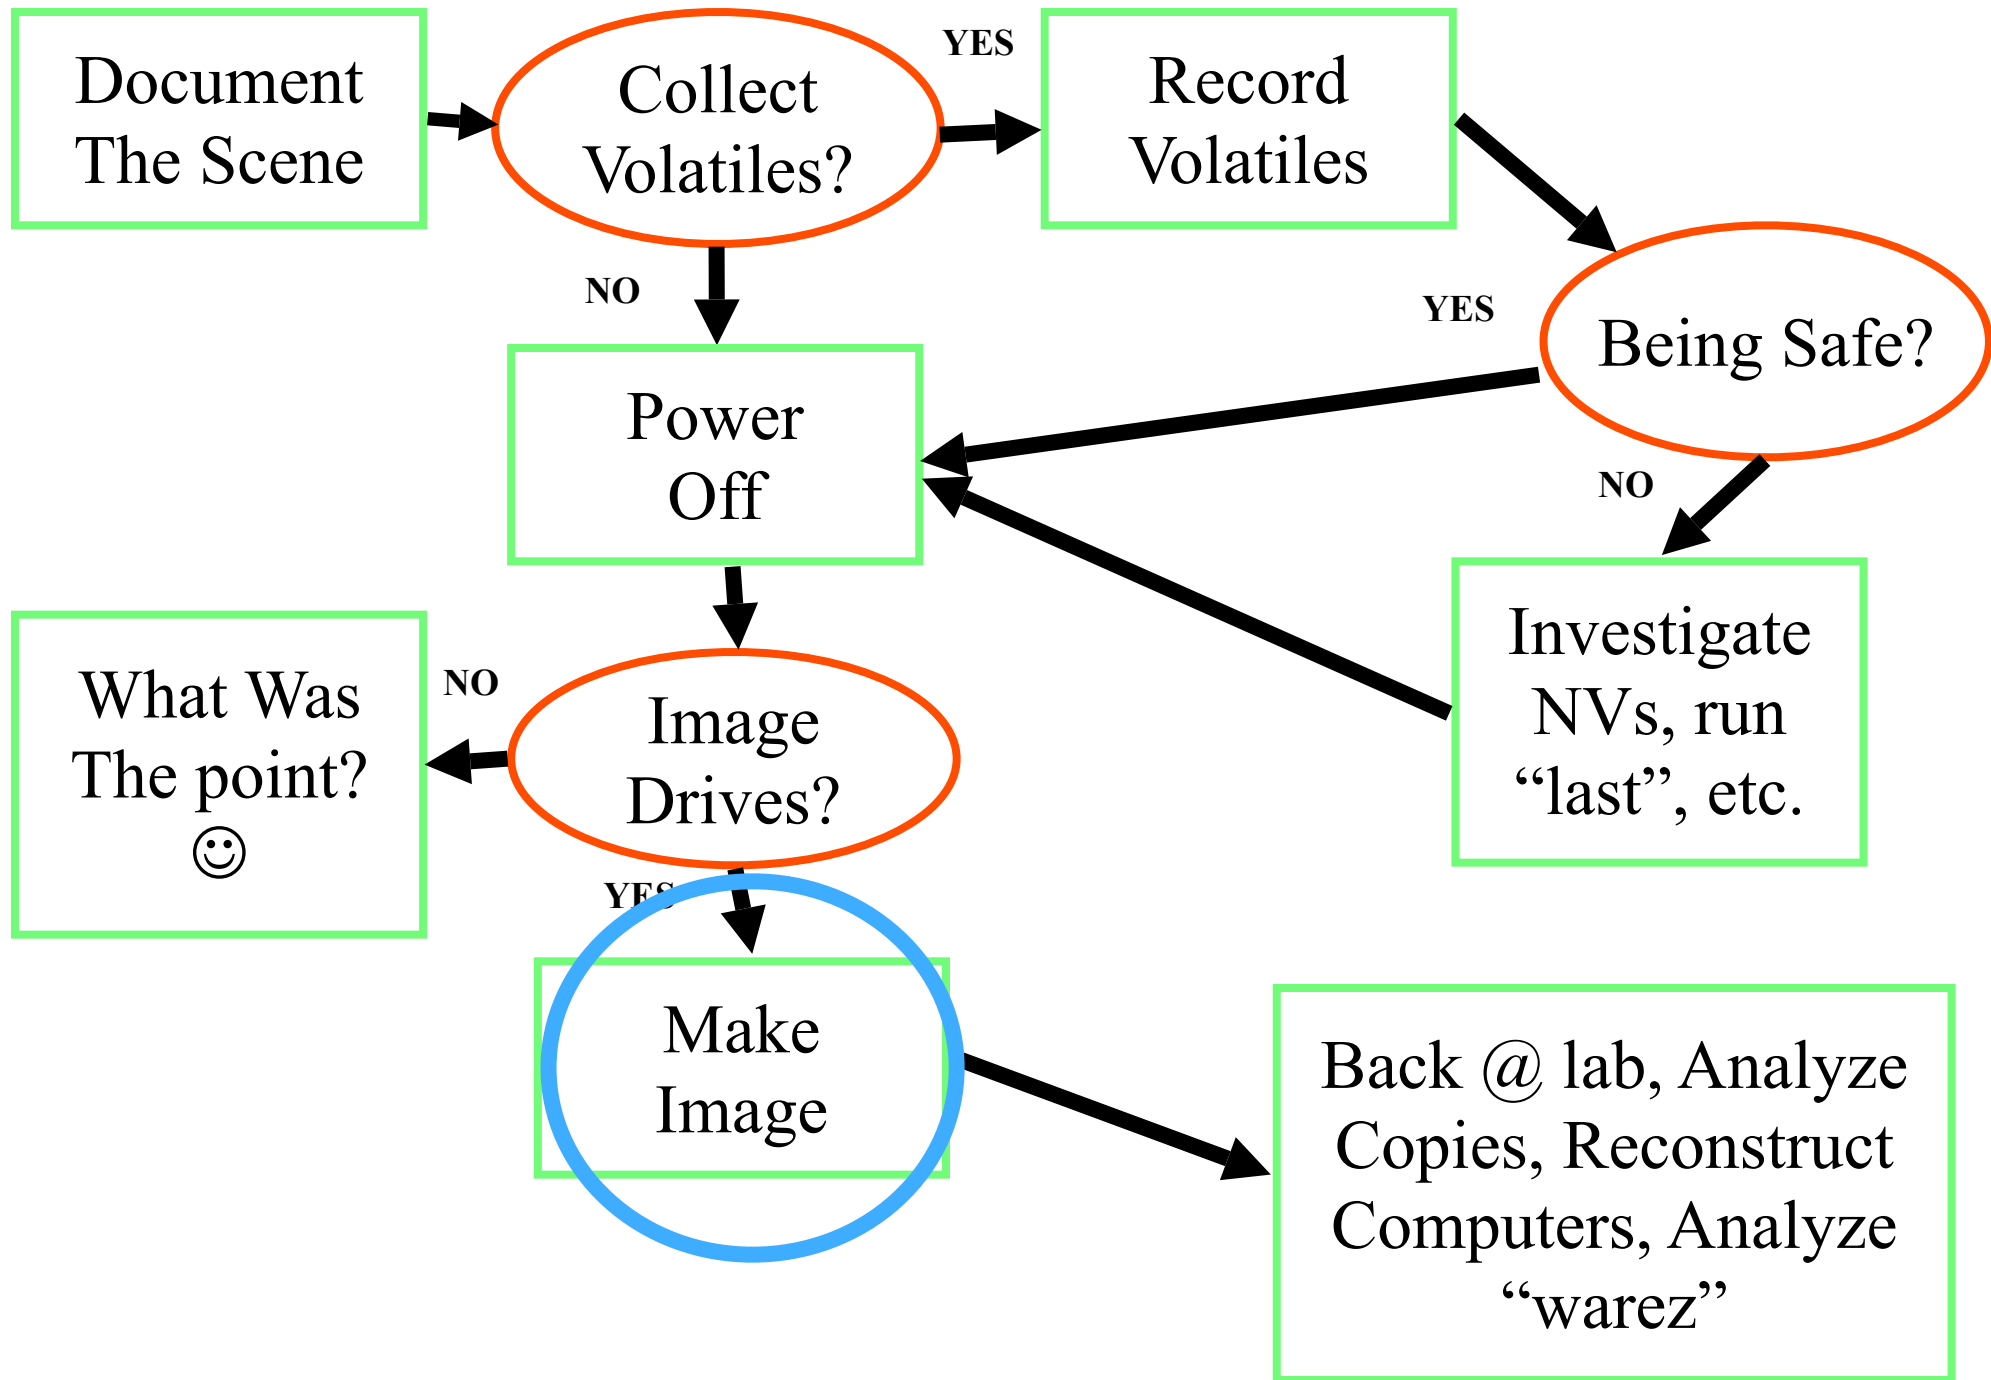 Document
The Scene
Collect
Volatiles?
YES
Record
Volatiles
NO
YES
Being Safe?
Power
Off
NO
Investigate
NVs, run
“last”, etc.
What Was
The point?
☺
NO
Image
Drives?
YES
Make
Image
Back @ lab, Analyze
Copies, Reconstruct
Computers, Analyze
“warez”